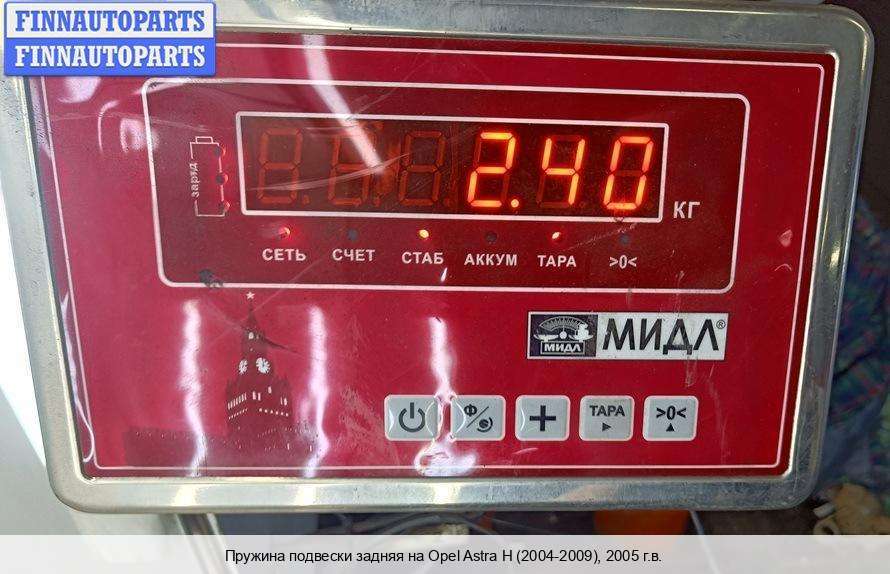 FINNAUTOPARTS
FINNAUTOPARTS
заряд
2.40
КГ
СЕТЬ СЧЕТ СТАБ АККУМ ТАРА >0<
МИДЛ МИДЛ®
Ф ТАРА >0<
Пружина подвески задняя на Opel Astra H (2004-2009), 2005 г.в.